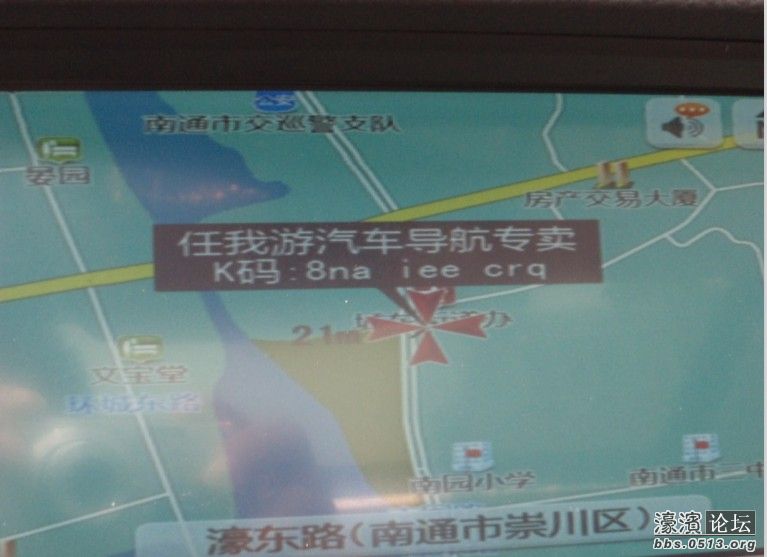 南通市交巡警支队
晏园
房产交易大厦
任我游汽车导航专卖
K码:8na iee crq
21m
文宝堂
环城东路
南园小学
南通市二中
濠东路(南通市崇川区)
濠滨论坛
bbs.0513.org